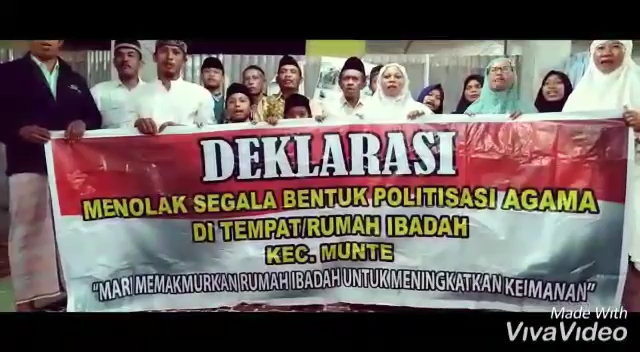 DEKLARASI
MENOLAK SEGALA BENTUK POLITISASI AGAMA
DI TEMPAT/RUMAH IBADAH
KEC. MUNTE
"MARI MEMAKMURKAN RUMAH IBADAH UNTUK MENINGKATKAN KEIMANAN"
Made With
VivaVideo